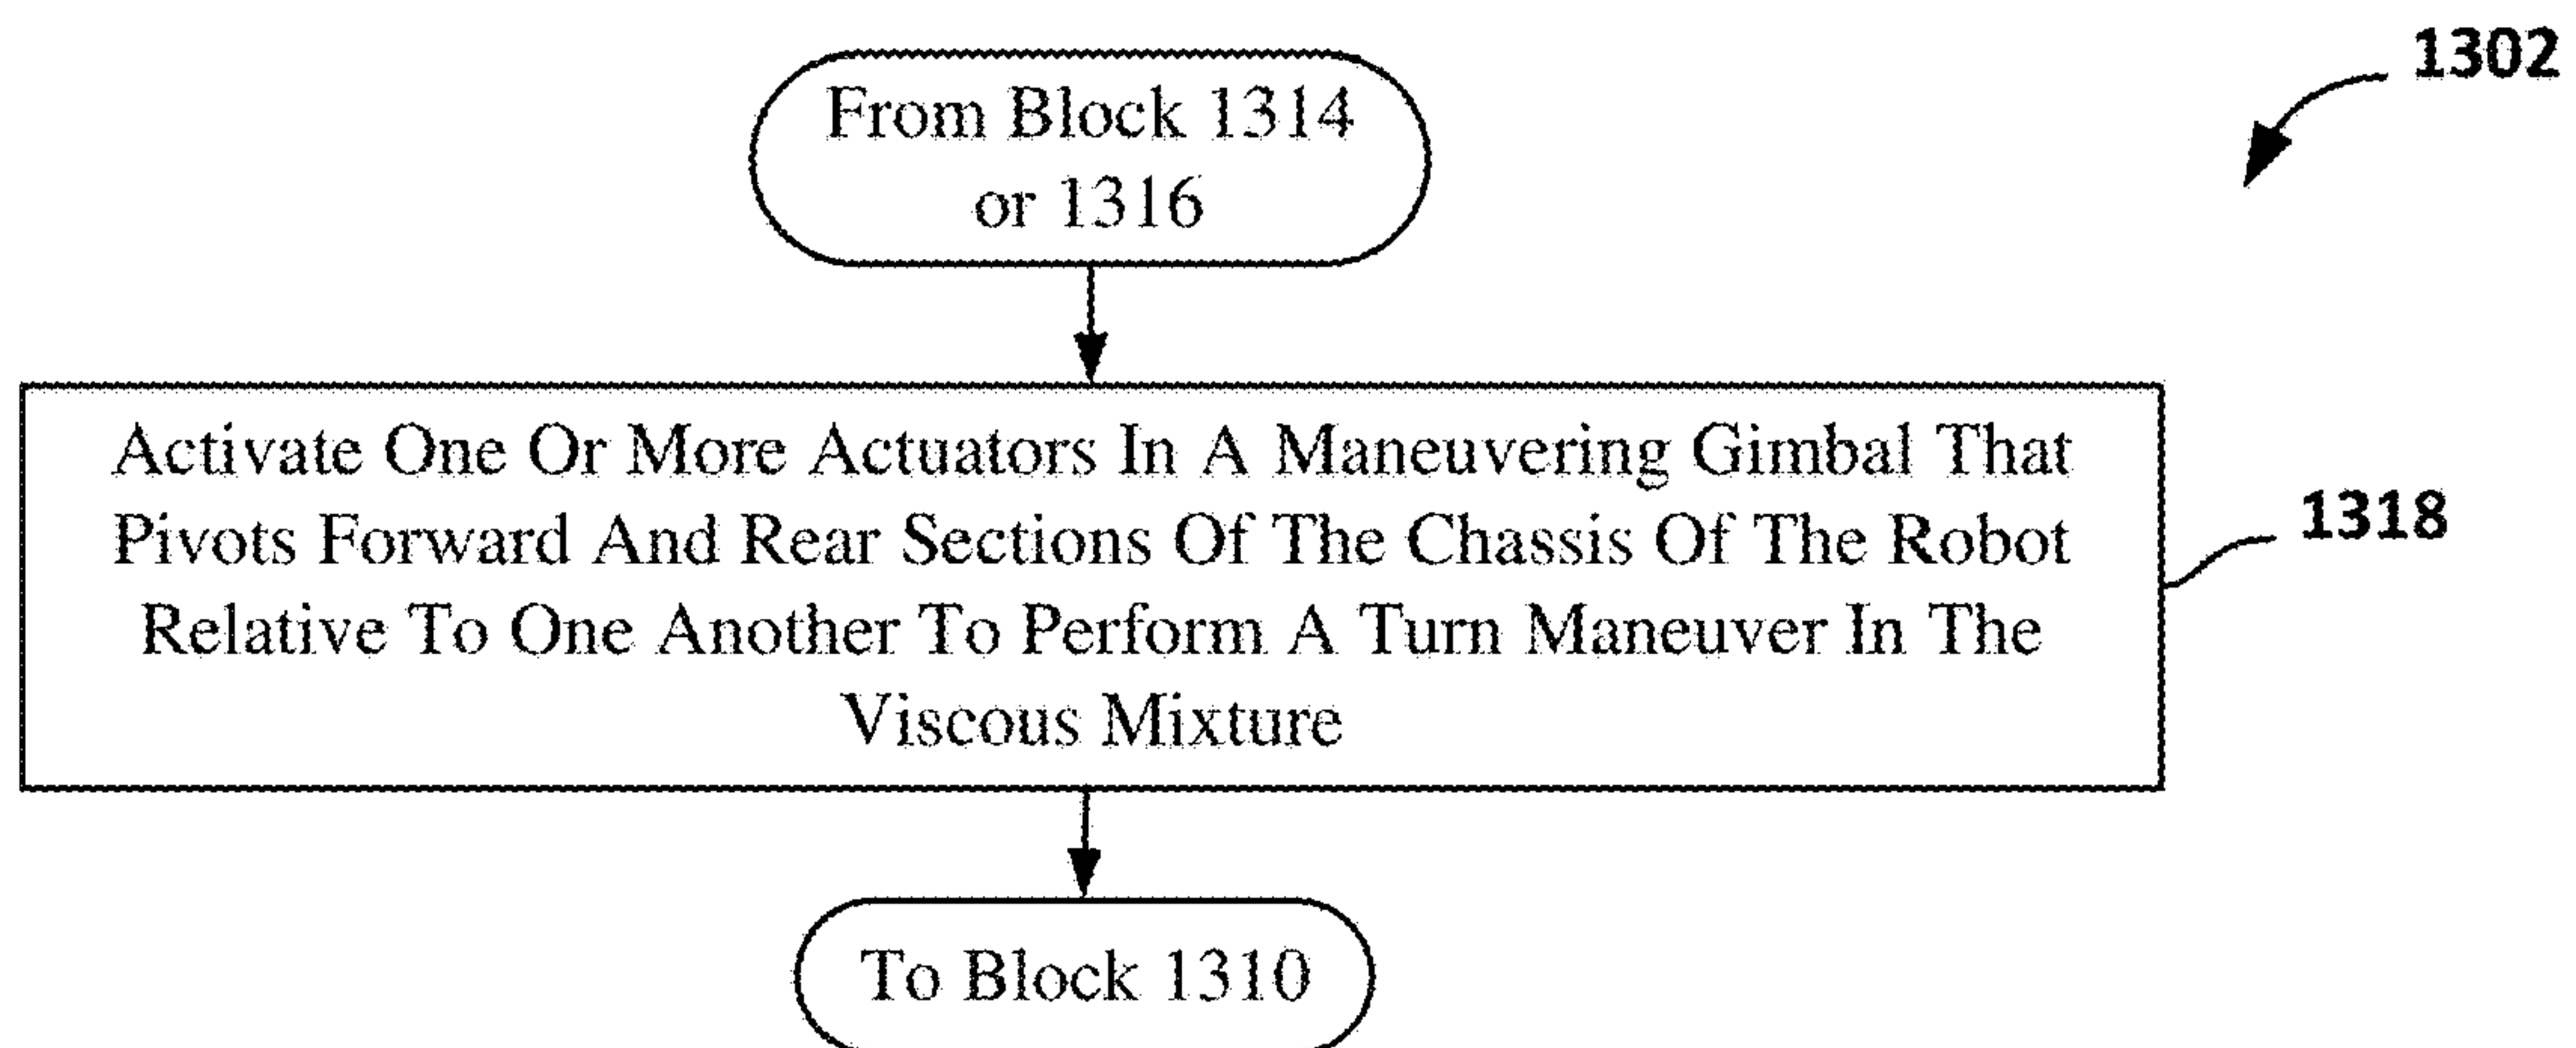 1302
From Block 1314
or 1316
Activate One Or More Actuators In A Maneuvering Gimbal That
Pivots Forward And Rear Sections Of The Chassis Of The Robot
Relative To One Another To Perform A Turn Maneuver In The
Viscous Mixture
1318
To Block 1310